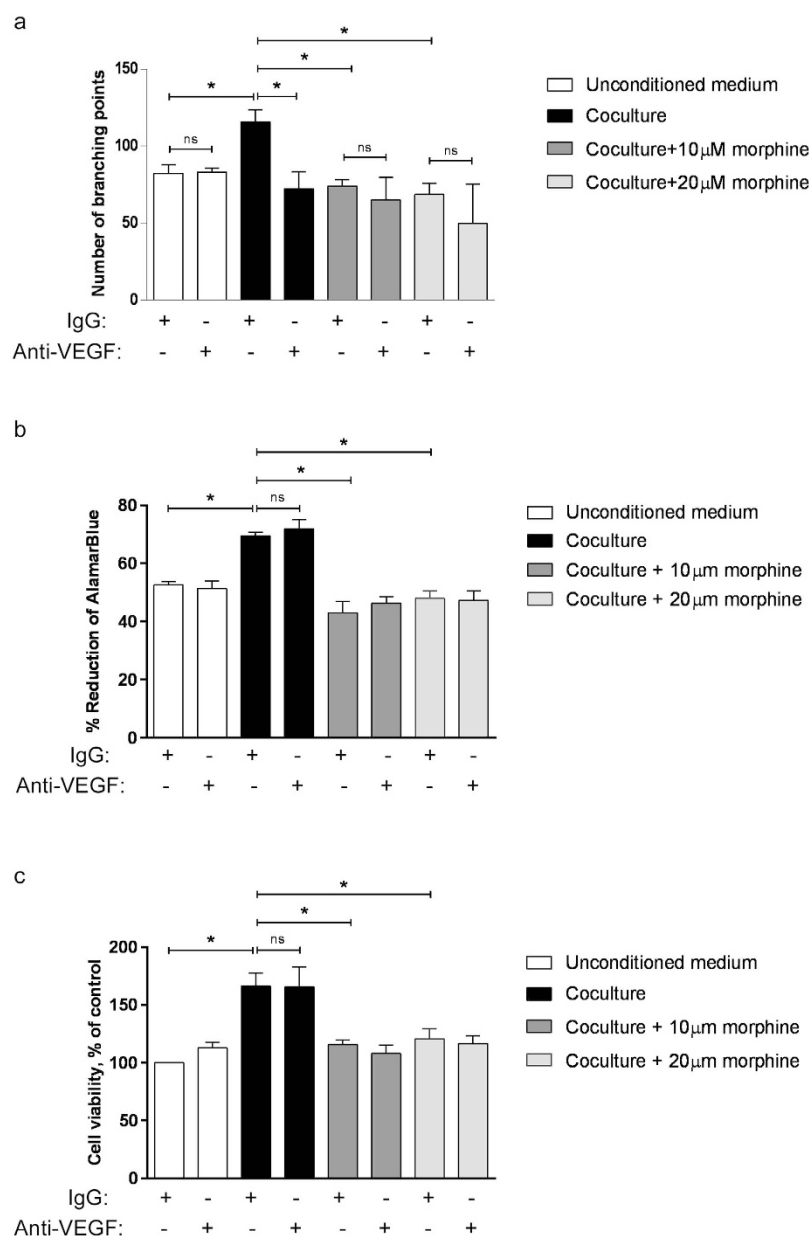 a
*
*
150
*
*
Number of branching points
100
ns
ns
ns
50
0
Unconditioned medium
Coculture
Coculture+10μM morphine
Coculture+20μM morphine
IgG: + - + - + - + -
Anti-VEGF: - + - + - + - +
b
*
*
80
*
ns
% Reduction of AlamarBlue
60
40
20
0
Unconditioned medium
Coculture
Coculture + 10μm morphine
Coculture + 20μm morphine
IgG: + - + - + - + -
Anti-VEGF: - + - + - + - +
c
*
*
200
*
ns
Cell viability, % of control
150
100
50
0
Unconditioned medium
Coculture
Coculture + 10μm morphine
Coculture + 20μm morphine
IgG: + - + - + - + -
Anti-VEGF: - + - + - + - +